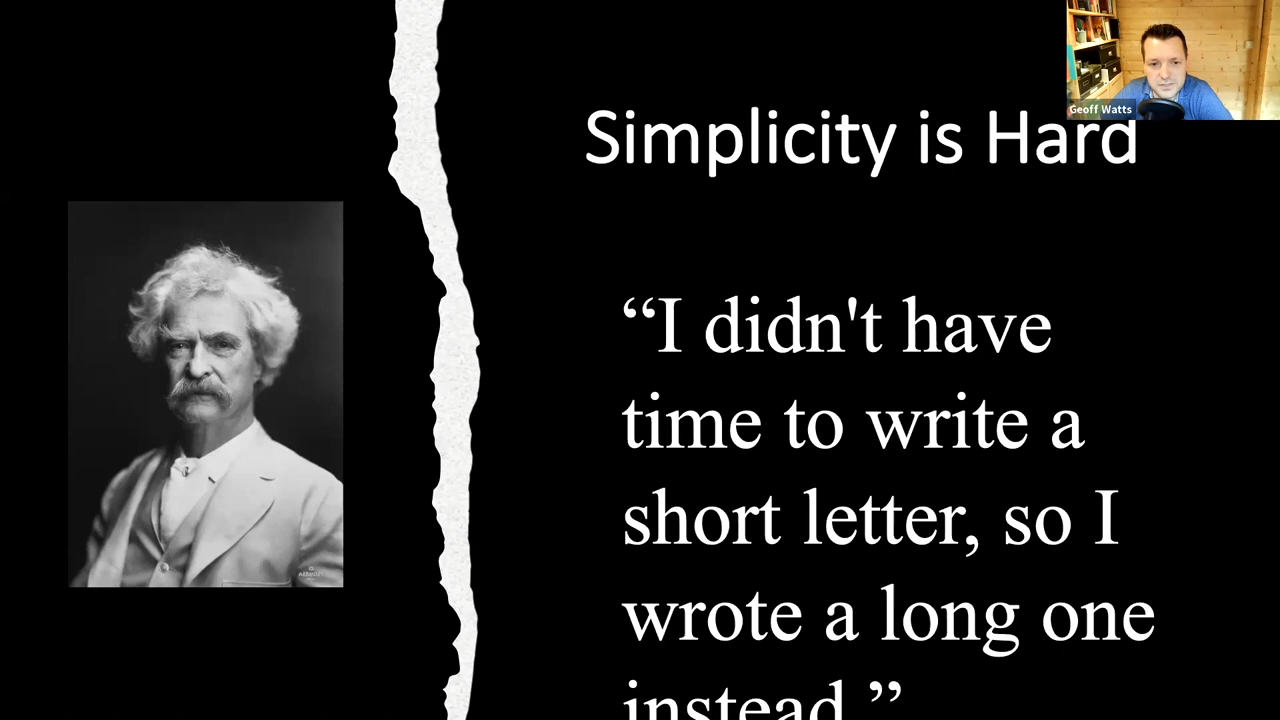 Geoff Watts
Simplicity is Hard
“I didn't have
time to write a
short letter, so I
wrote a long one
instead.”